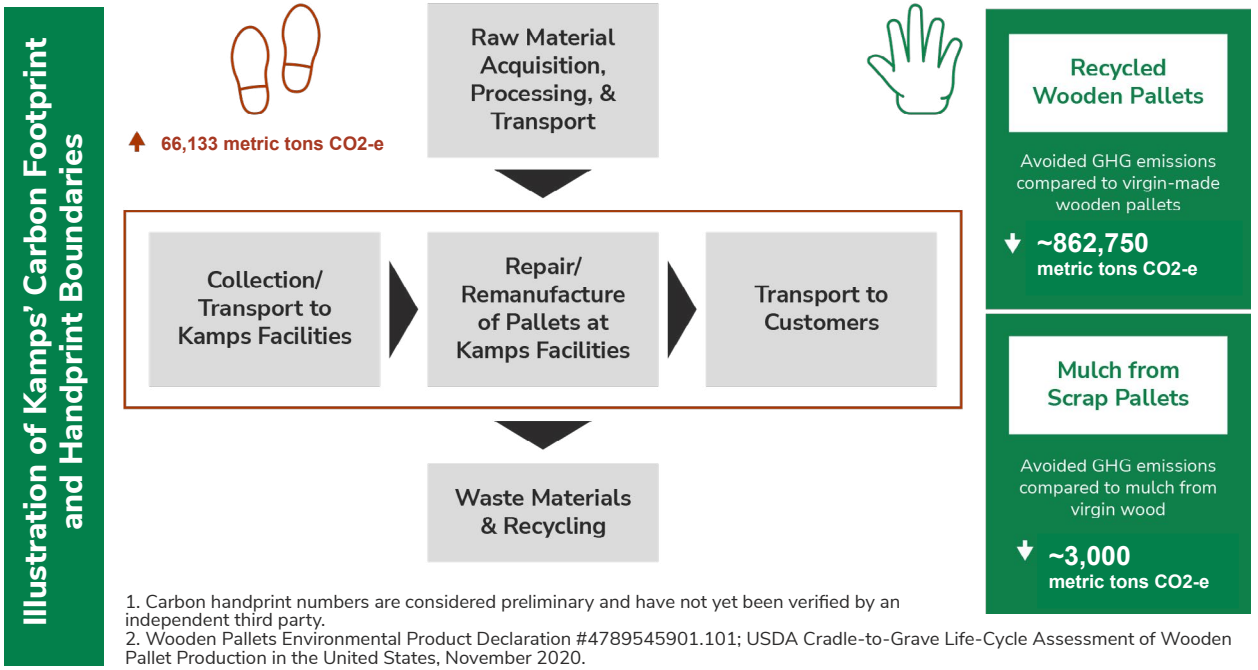 Illustration of Kamps’ Carbon Footprint
and Handprint Boundaries
66,133 metric tons CO2-e
Raw Material
Acquisition,
Processing, &
Transport
Collection/
Transport to
Kamps Facilities
Repair/
Remanufacture
of Pallets at
Kamps Facilities
Transport to
Customers
Waste Materials
& Recycling
Recycled
Wooden Pallets
Avoided GHG emissions
compared to virgin-made
wooden pallets
~862,750
metric tons CO2-e
Mulch from
Scrap Pallets
Avoided GHG emissions
compared to mulch from
virgin wood
~3,000
metric tons CO2-e
1. Carbon handprint numbers are considered preliminary and have not yet been verified by an
independent third party.
2. Wooden Pallets Environmental Product Declaration #4789545901.101; USDA Cradle-to-Grave Life-Cycle Assessment of Wooden
Pallet Production in the United States, November 2020.